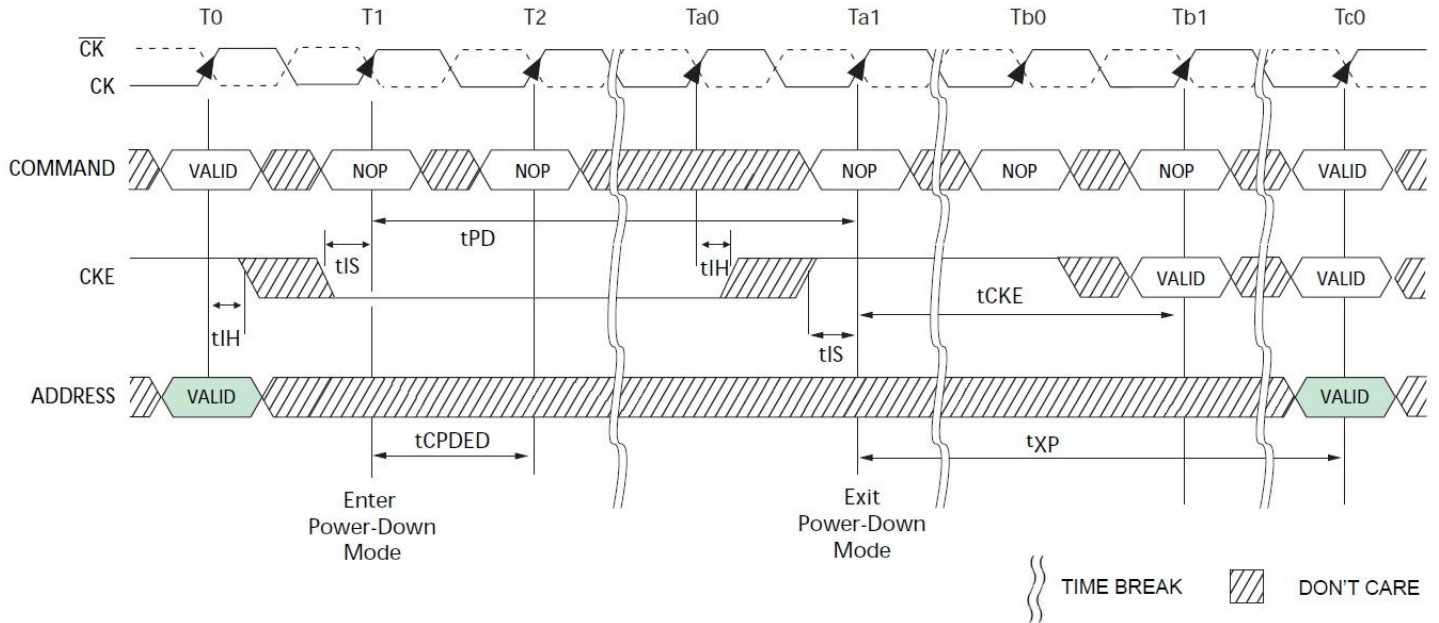 T0 T1 T2 Ta0 Ta1 Tb0 Tb1 Tc0
CK
CK
COMMAND VALID NOP NOP NOP NOP NOP VALID
tPD
CKE tIS tIH VALID VALID
tCKE
tIH tIS
ADDRESS VALID VALID
tCPDED tXP
Enter
Power-Down
Mode
Exit
Power-Down
Mode
TIME BREAK DON'T CARE